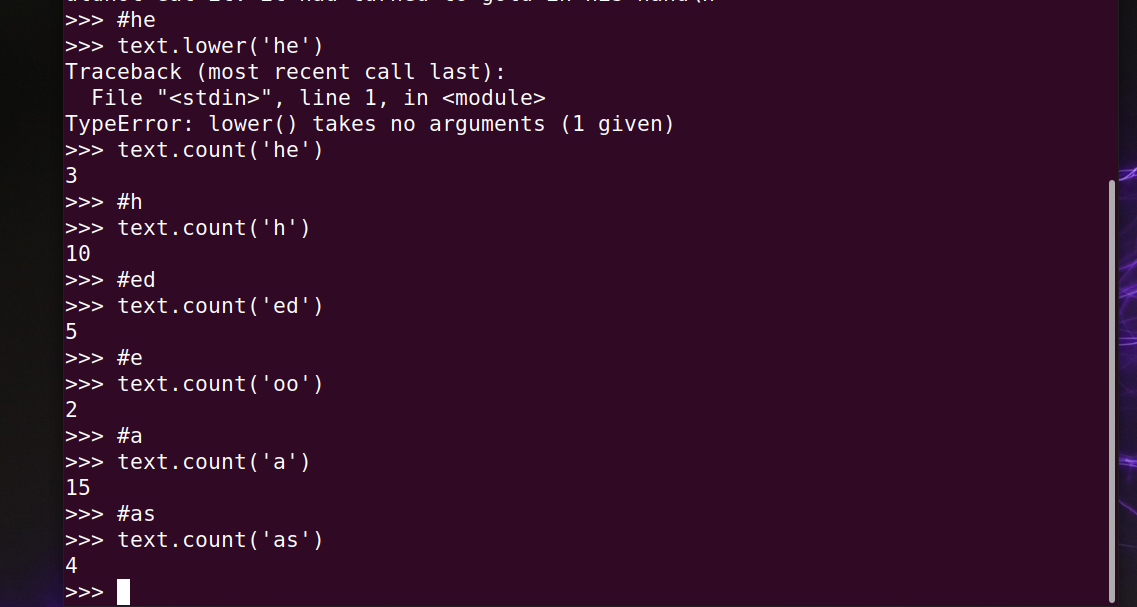 >>> #he
>>> text.lower('he')
Traceback (most recent call last):
  File "<stdin>", line 1, in <module>
TypeError: lower() takes no arguments (1 given)
>>> text.count('he')
3
>>> #h
>>> text.count('h')
10
>>> #ed
>>> text.count('ed')
5
>>> #e
>>> text.count('oo')
2
>>> #a
>>> text.count('a')
15
>>> #as
>>> text.count('as')
4
>>>